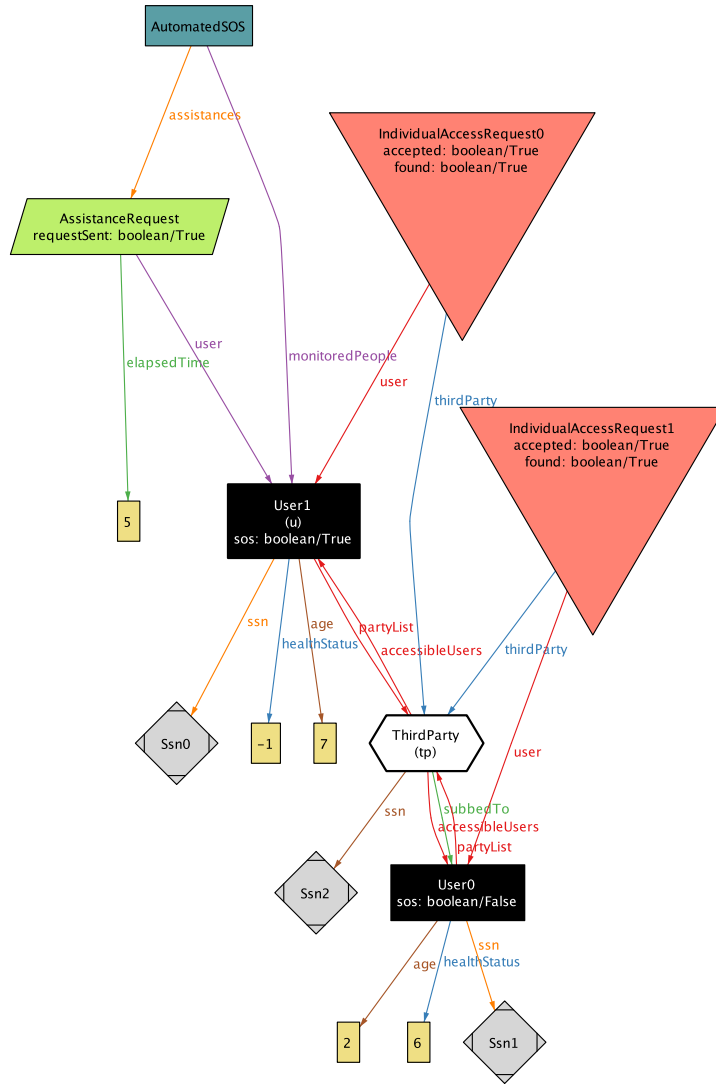 AutomatedSOS
assistances
IndividualAccessRequest0
accepted: boolean/True
found: boolean/True
AssistanceRequest
requestSent: boolean/True
user
monitoredPeople
elapsedTime
user
thirdParty
IndividualAccessRequest1
accepted: boolean/True
found: boolean/True
User1
(u)
sos: boolean/True
5
ssn
age
partyList
healthStatus
accessibleUsers
thirdParty
Ssn0
-1
7
ThirdParty
(tp)
user
ssn
subbedTo
accessibleUsers
partyList
Ssn2
User0
sos: boolean/False
ssn
age
healthStatus
2
6
Ssn1